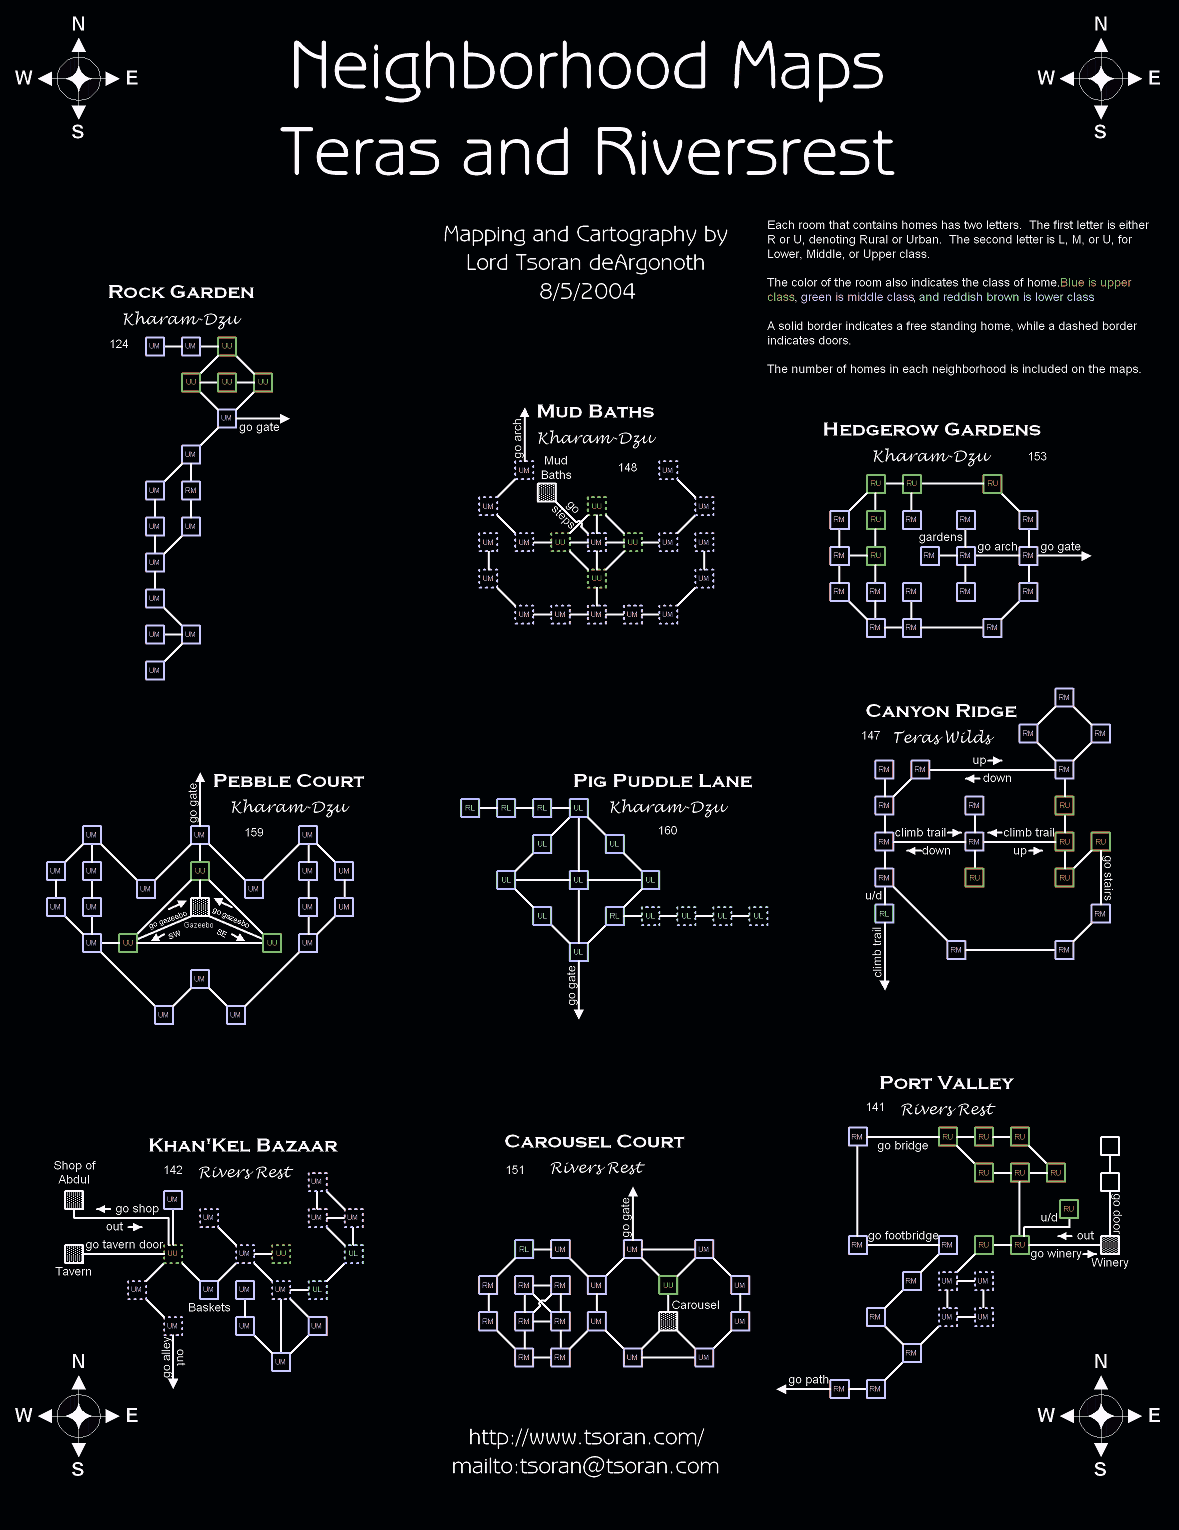 N
W E
S
N
W E
S
Neighborhood Maps
Teras and Riversrest
Mapping and Cartography by
Lord Tsoran deArgonoth
8/5/2004
Each room that contains homes has two letters.  The first letter is either
R or U, denoting Rural or Urban.  The second letter is L, M, or U, for
Lower, Middle, or Upper class.
The color of the room also indicates the class of home.Blue is upper
class, green is middle class, and reddish brown is lower class
A solid border indicates a free standing home, while a dashed border
indicates doors.
The number of homes in each neighborhood is included on the maps.
Rock Garden
Kharam-Dzu
124
UM UM UU
UU UU UU
UM
go gate
UM
UM RM
UM UM
UM
UM
UM UM
UM
Mud Baths
Kharam-Dzu
148
go arch
Mud
Baths
go
steps
UM UM
UM UU UM
UM UM UU UM UU UM UM
UM UU UM
UM UM UM UM UM
Hedgerow Gardens
Kharam-Dzu
153
RU RU RU
RM RU RM RM RM
gardens
go arch
go gate
RM RU RM RM RM
RM RM RM RM RM
RM RM RM
Canyon Ridge
147
Teras Wilds
RM
RM RM
up
down
RM RM RM
RM RM RU
climb trail
climb trail
down
up
RM RM RU RU
go stairs
RM RU RU
u/d
RL RM
climb trail
RM RM
Pebble Court
Kharam-Dzu
159
go gate
UM UM UM
UM UM UU UM UM
UM UM
UM UM UM UM
go gazeebo
go gazeebo
Gazeebo
SW
SE
UM UU UU UM
UM
UM UM
Pig Puddle Lane
Kharam-Dzu
160
RL RL RL UL
UL UL
UL UL UL
UL RL UL UL UL UL
UL
go gate
Khan'Kel Bazaar
142
Rivers Rest
Shop of
Abdul
go shop
out
go tavern door
Tavern
UM UM
UM UM UM
UU UM UU UL
UM UM UM UM UL
Baskets
UM UM UM
UM
go alley
out
Carousel Court
151
Rivers Rest
go gate
RL UM UM UM
RM RM RM UM UU UM
Carousel
RM RM RM UM UM
RM RM UM UM
Port Valley
141
Rivers Rest
RM RU RU RU
go bridge
RU RU RU
go door
RU
u/d
out
go footbridge
RM RM RU RU
go winery
Winery
RM UM UM
RM UM UM
RM
go path
RM RM
N
W E
S
N
W E
S
http://www.tsoran.com/
mailto:tsoran@tsoran.com